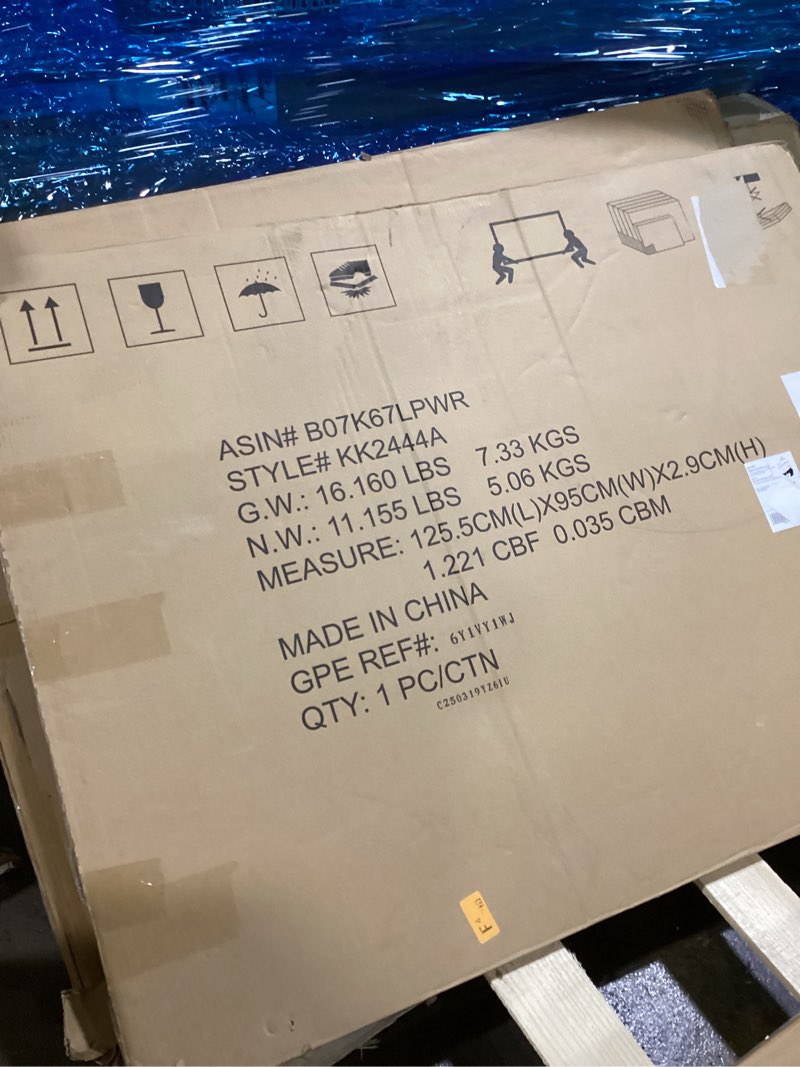 ASIN# B07K67LPWR
STYLE# KK2444A
G.W.: 16.160 LBS 7.33 KGS
N.W.: 11.155 LBS 5.06 KGS
MEASURE: 125.5CM(L)X95CM(W)X2.9CM(H)
1.221 CBF 0.035 CBM
MADE IN CHINA
GPE REF#: 6Y1VY1WJ
QTY: 1 PC/CTN
C250319YZ61U
F